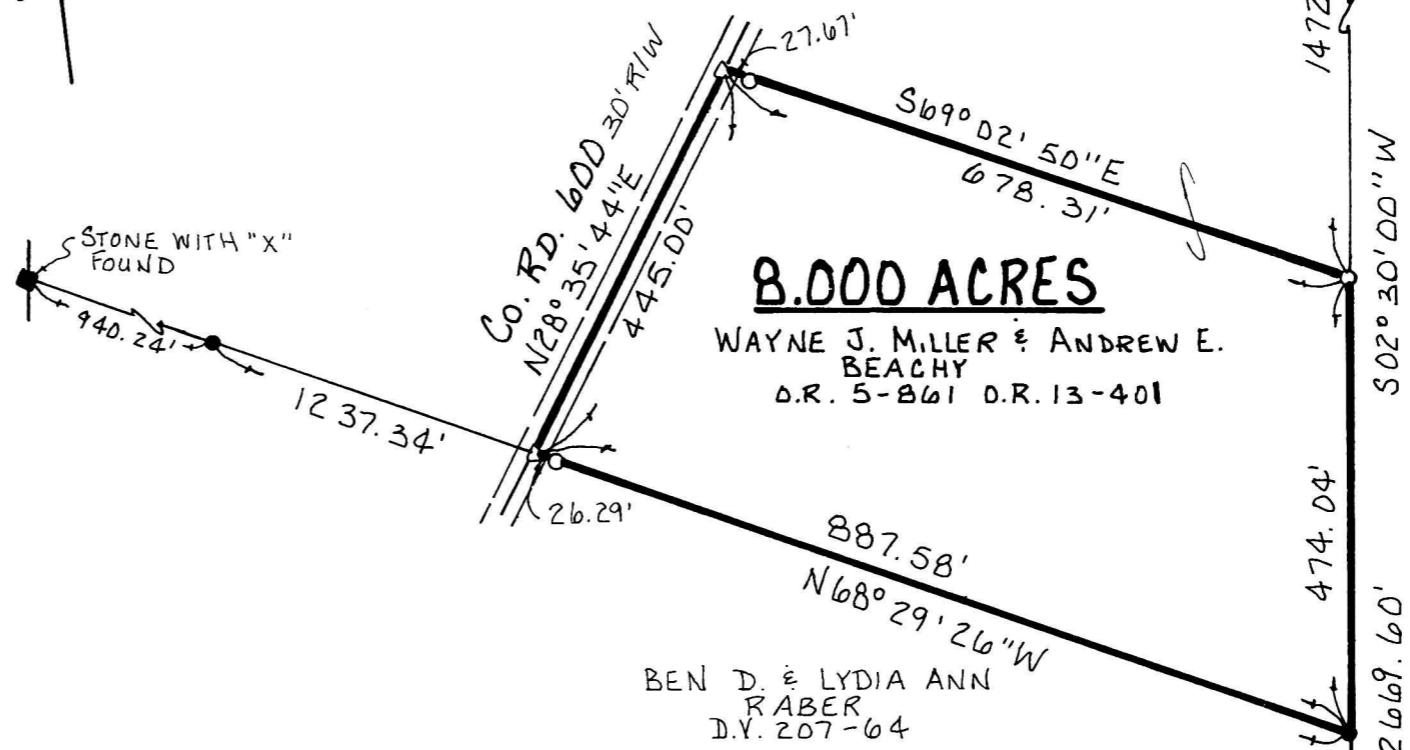 27.67'
1472
CO. RD. 600 30' R/W
N28° 35' 44"E
445.00'
S69° 02' 50"E
678.31'
S02° 30' 00" W
STONE WITH "X"
FOUND
940.24'
1237.34'
8.000 ACRES
WAYNE J. MILLER & ANDREW E.
BEACHY
O.R. 5-861 O.R. 13-401
26.29'
887.58'
N68° 29' 26"W
474.04'
2669.60'
BEN D. & LYDIA ANN
RABER
D.V. 207-64